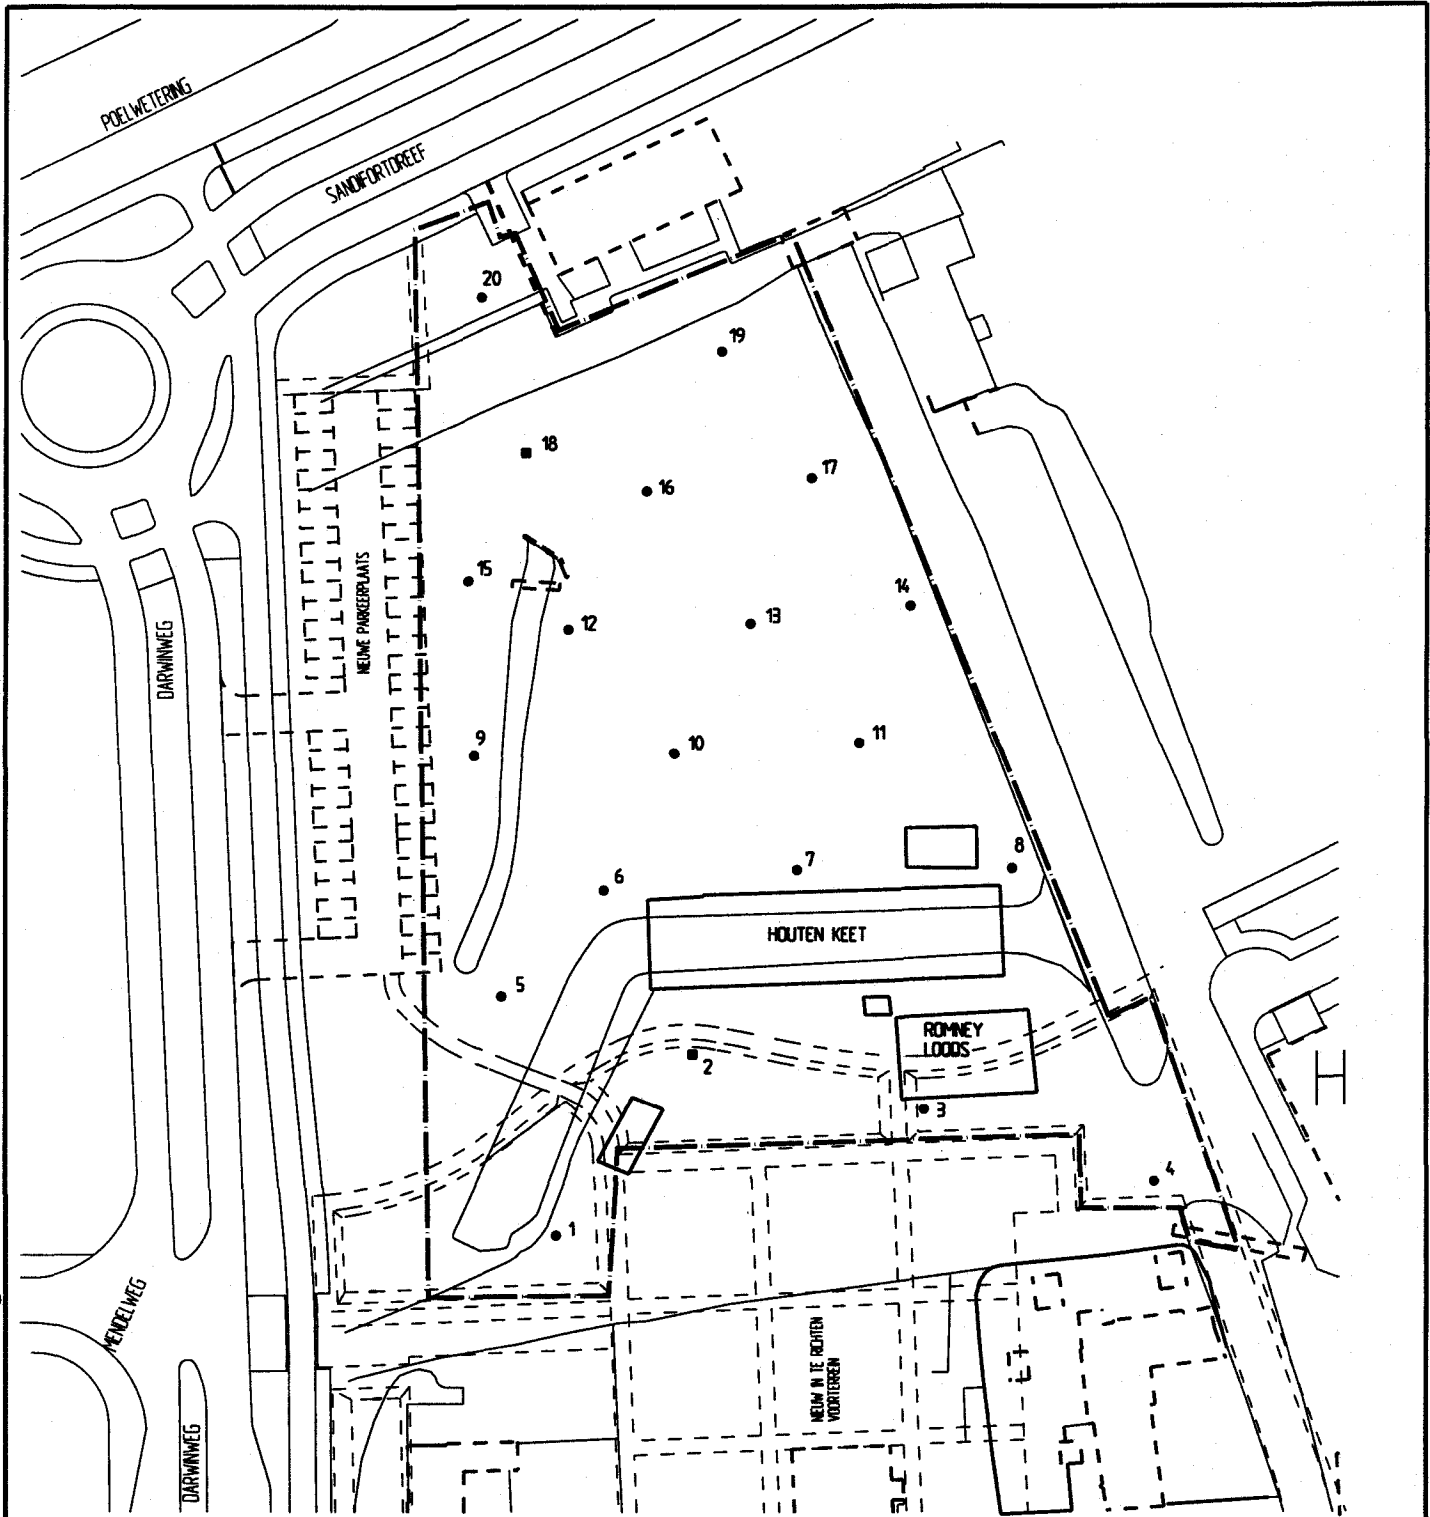 POELWETERING
SANDIFORTDREEF
20
19
18
17
16
15
14
13
12
NIEUWE PARKEERPLAATS
DARWINWEG
11
10
9
8
7
6
HOUTEN KEET
5
ROMNEY
LOODS
2
3
H
4
1
MENDELWEG
NIEUW IN TE RICHTEN
VOORTERREIN
DARWINWEG